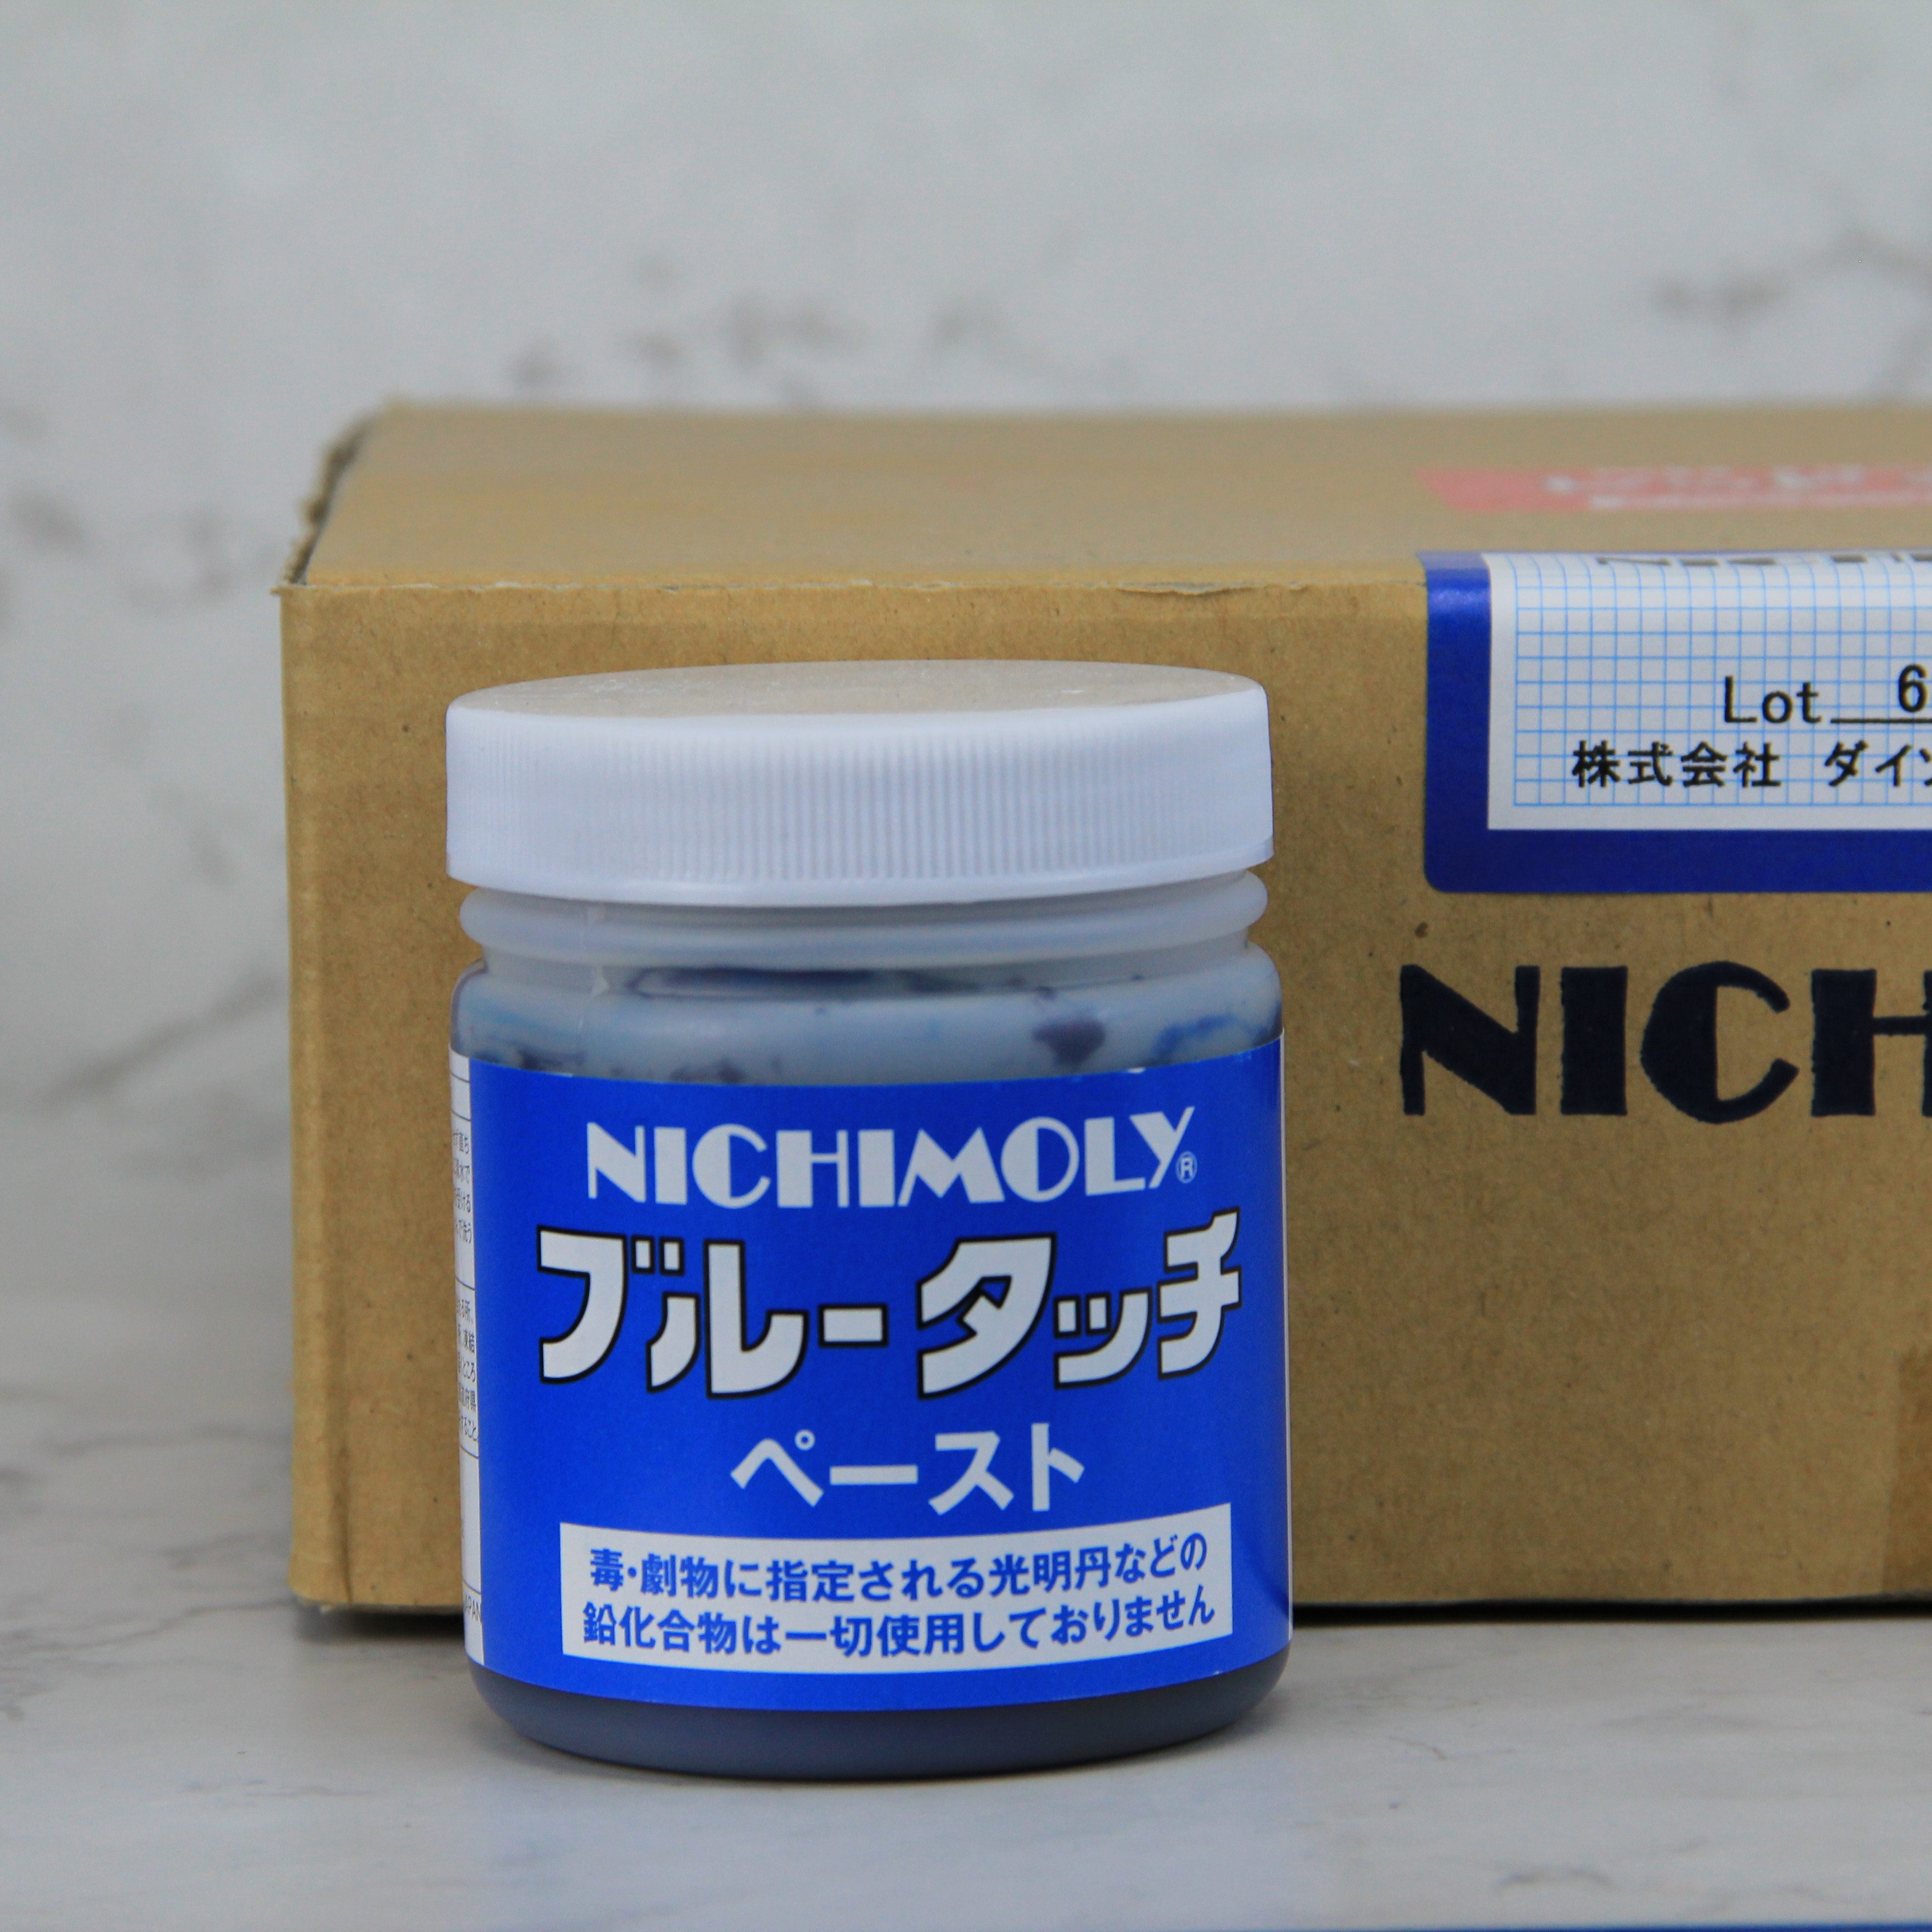 Lot 6
株式会社 ダイゾ
NICH
NICHIMOLY®
ブルータッチ
ペースト
毒・劇物に指定される光明丹などの
鉛化合物は一切使用しておりません